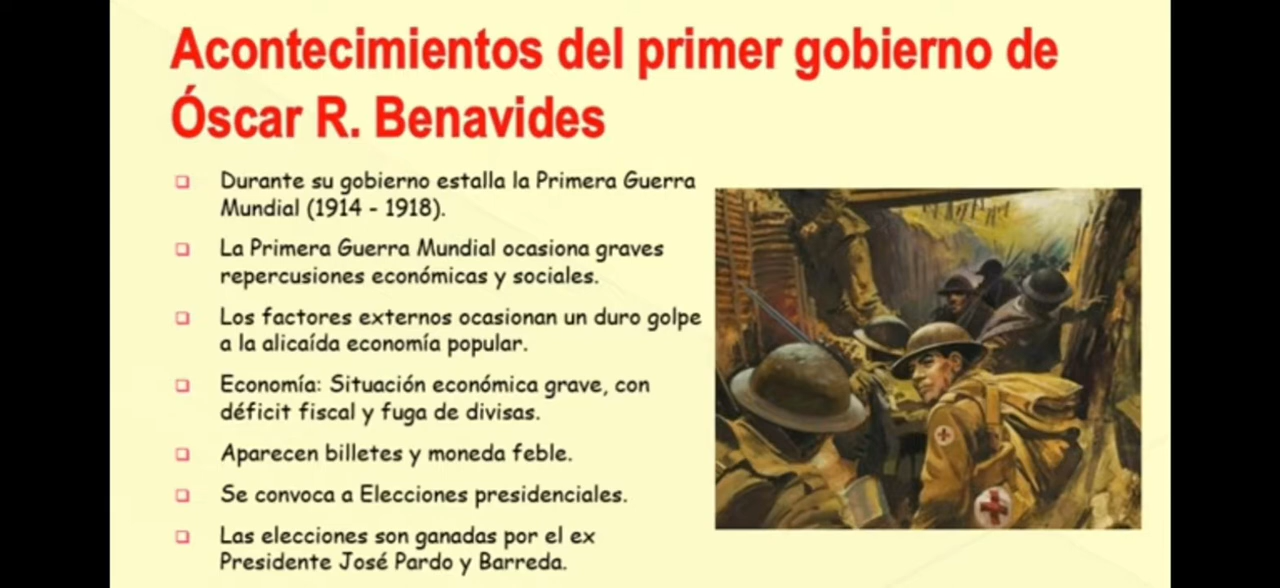 Acontecimientos del primer gobierno de
Óscar R. Benavides
Durante su gobierno estalla la Primera Guerra
Mundial (1914 - 1918).
La Primera Guerra Mundial ocasiona graves
repercusiones económicas y sociales.
Los factores externos ocasionan un duro golpe
a la alicaída economía popular.
Economía: Situación económica grave, con
déficit fiscal y fuga de divisas.
Aparecen billetes y moneda feble.
Se convoca a Elecciones presidenciales.
Las elecciones son ganadas por el ex
Presidente José Pardo y Barreda.